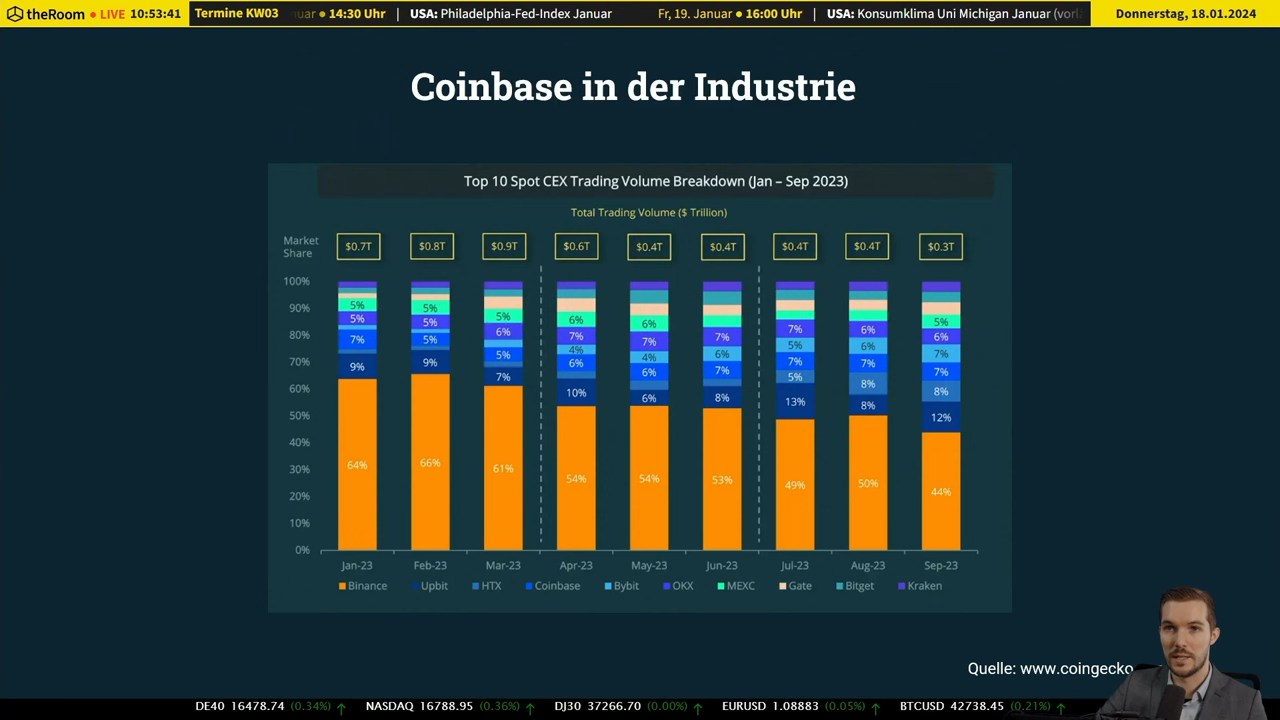 theRoom ● LIVE 10:53:41
Termine KW03
● 14:30 Uhr | USA: Philadelphia-Fed-Index Januar
Fr, 19. Januar ● 16:00 Uhr | USA: Konsumklima Uni Michigan Januar
Donnerstag, 18.01.2024
Coinbase in der Industrie
Top 10 Spot CEX Trading Volume Breakdown (Jan – Sep 2023)
Total Trading Volume ($ Trillion)
Market
Share
$0.7T $0.8T $0.9T $0.6T $0.4T $0.4T $0.4T $0.4T $0.3T
100%
90%
80%
70%
60%
50%
40%
30%
20%
10%
0%
5% 5% 7% 9% 64%
5% 5% 5% 9% 66%
5% 6% 5% 7% 61%
6% 7% 4% 6% 10% 54%
6% 7% 4% 6% 6% 54%
7% 6% 7% 8% 53%
7% 5% 7% 5% 13% 49%
6% 6% 7% 8% 8% 50%
5% 6% 7% 7% 8% 12% 44%
Jan-23 Feb-23 Mar-23 Apr-23 May-23 Jun-23 Jul-23 Aug-23 Sep-23
Binance Upbit HTX Coinbase Bybit OKX MEXC Gate Bitget Kraken
Quelle: www.coingecko
DE40 16478.74 (0.34%) ↑ NASDAQ 16788.95 (0.36%) ↑ DJ30 37266.70 (0.00%) ↑ EURUSD 1.08883 (0.05%) ↑ BTCUSD 42738.45 (0.21%) ↑